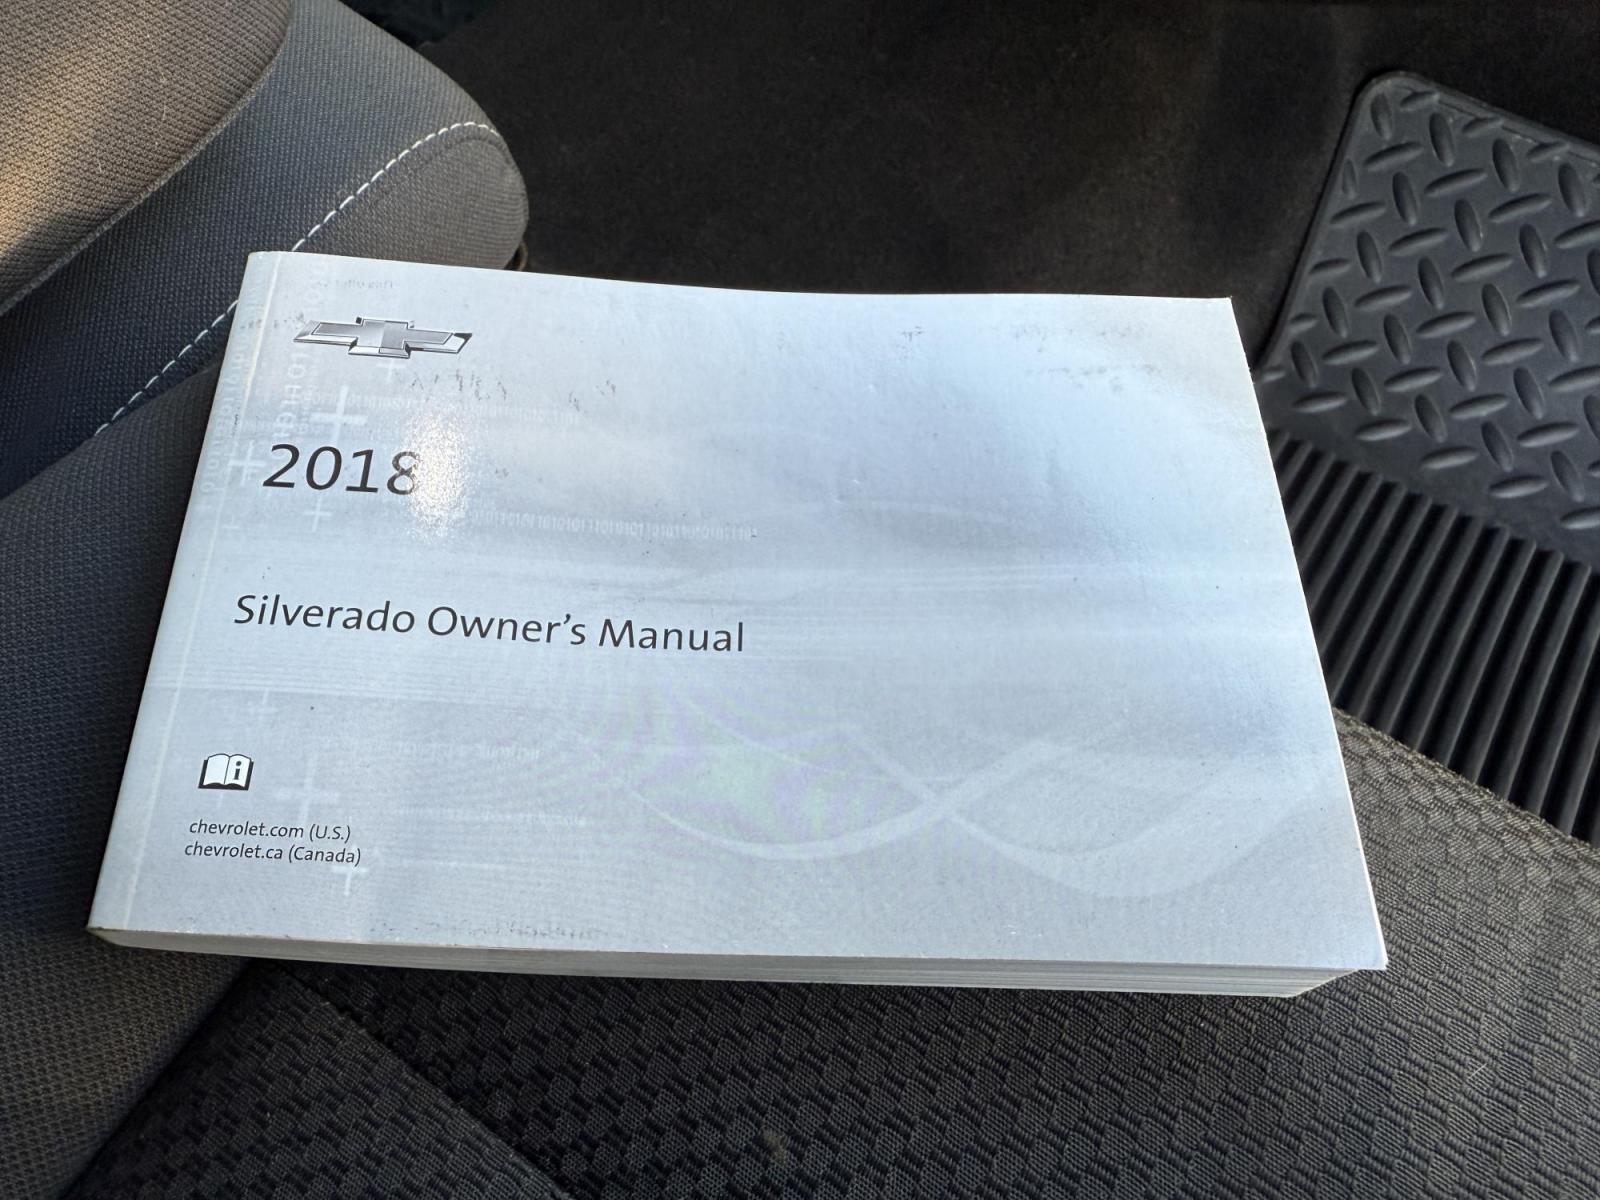 2018
Silverado Owner's Manual
chevrolet.com (U.S.)
chevrolet.ca (Canada)